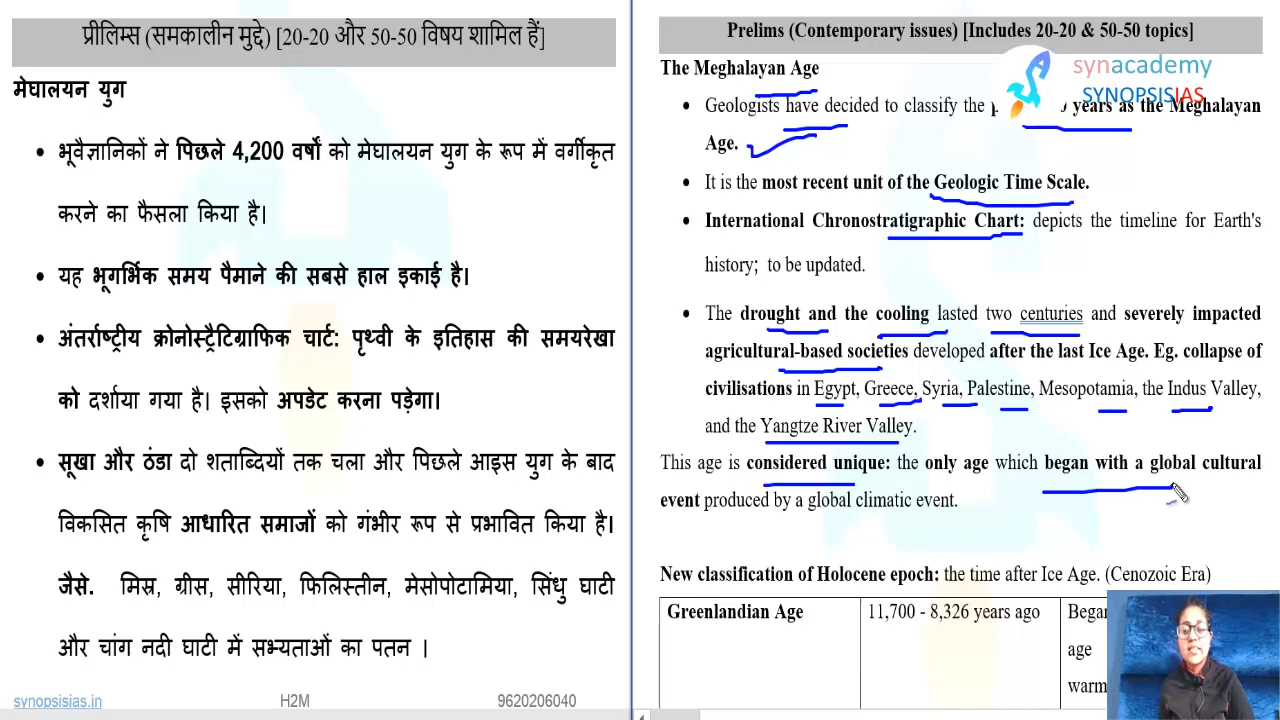 प्रीलिम्स (समकालीन मुद्दे) [20-20 और 50-50 विषय शामिल हैं]
मेघालयन युग
• भूवैज्ञानिकों ने पिछले 4,200 वर्षों को मेघालयन युग के रूप में वर्गीकृत
करने का फैसला किया है।
• यह भूगर्भिक समय पैमाने की सबसे हाल इकाई है।
• अंतर्राष्ट्रीय क्रोनोस्ट्रैटिग्राफिक चार्ट: पृथ्वी के इतिहास की समयरेखा
को दर्शाया गया है। इसको अपडेट करना पड़ेगा।
• सूखा और ठंडा दो शताब्दियों तक चला और पिछले आइस युग के बाद
विकसित कृषि आधारित समाजों को गंभीर रूप से प्रभावित किया है।
जैसे. मिस्र, ग्रीस, सीरिया, फिलिस्तीन, मेसोपोटामिया, सिंधु घाटी
और चांग नदी घाटी में सभ्यताओं का पतन ।
synopsisias.in H2M 9620206040
Prelims (Contemporary issues) [Includes 20-20 & 50-50 topics]
synacademy
SYNOPSISIAS
The Meghalayan Age
• Geologists have decided to classify the years as the Meghalayan
Age.
• It is the most recent unit of the Geologic Time Scale.
• International Chronostratigraphic Chart: depicts the timeline for Earth's
history; to be updated.
• The drought and the cooling lasted two centuries and severely impacted
agricultural-based societies developed after the last Ice Age. Eg. collapse of
civilisations in Egypt, Greece, Syria, Palestine, Mesopotamia, the Indus Valley,
and the Yangtze River Valley.
This age is considered unique: the only age which began with a global cultural
event produced by a global climatic event.
New classification of Holocene epoch: the time after Ice Age. (Cenozoic Era)
Greenlandian Age 11,700 - 8,326 years ago Began
age
warm